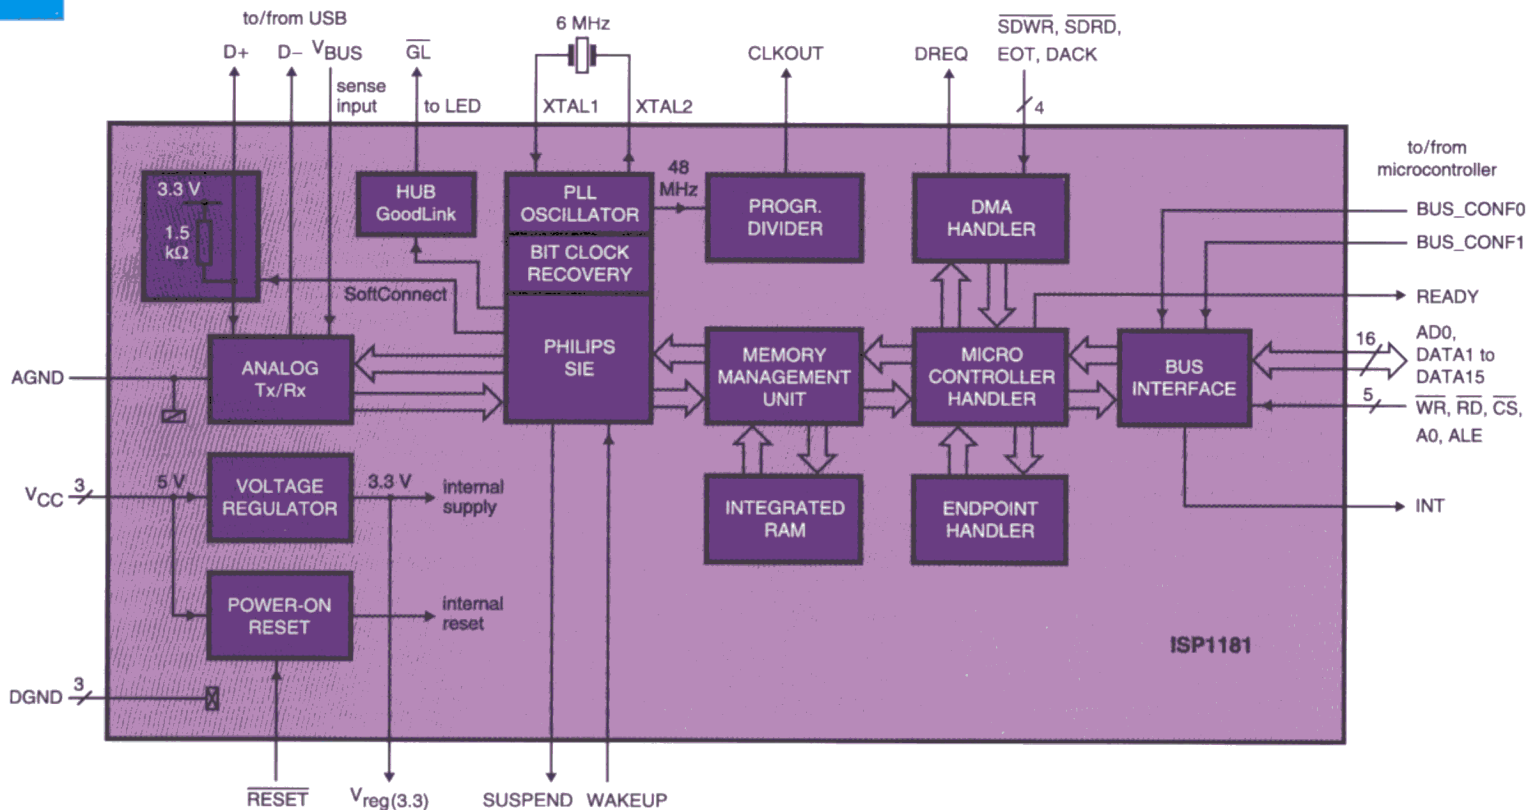 to/from USB
6 MHz
D+
D−
VBUS
GL
CLKOUT
DREQ
SDWR, SDRD,
EOT, DACK
sense
input
to LED
XTAL1
XTAL2
4
to/from
microcontroller
3.3 V
1.5
kΩ
HUB
GoodLink
PLL
OSCILLATOR
48
MHz
PROGR.
DIVIDER
DMA
HANDLER
BUS_CONF0
BUS_CONF1
BIT CLOCK
RECOVERY
SoftConnect
READY
PHILIPS
SIE
ANALOG
Tx/Rx
MEMORY
MANAGEMENT
UNIT
MICRO
CONTROLLER
HANDLER
BUS
INTERFACE
16
AD0,
DATA1 to
DATA15
5
WR, RD, CS,
A0, ALE
AGND
VCC
3
5 V
VOLTAGE
REGULATOR
3.3 V
internal
supply
INTEGRATED
RAM
ENDPOINT
HANDLER
INT
POWER-ON
RESET
internal
reset
ISP1181
DGND
3
RESET
Vreg(3.3)
SUSPEND
WAKEUP